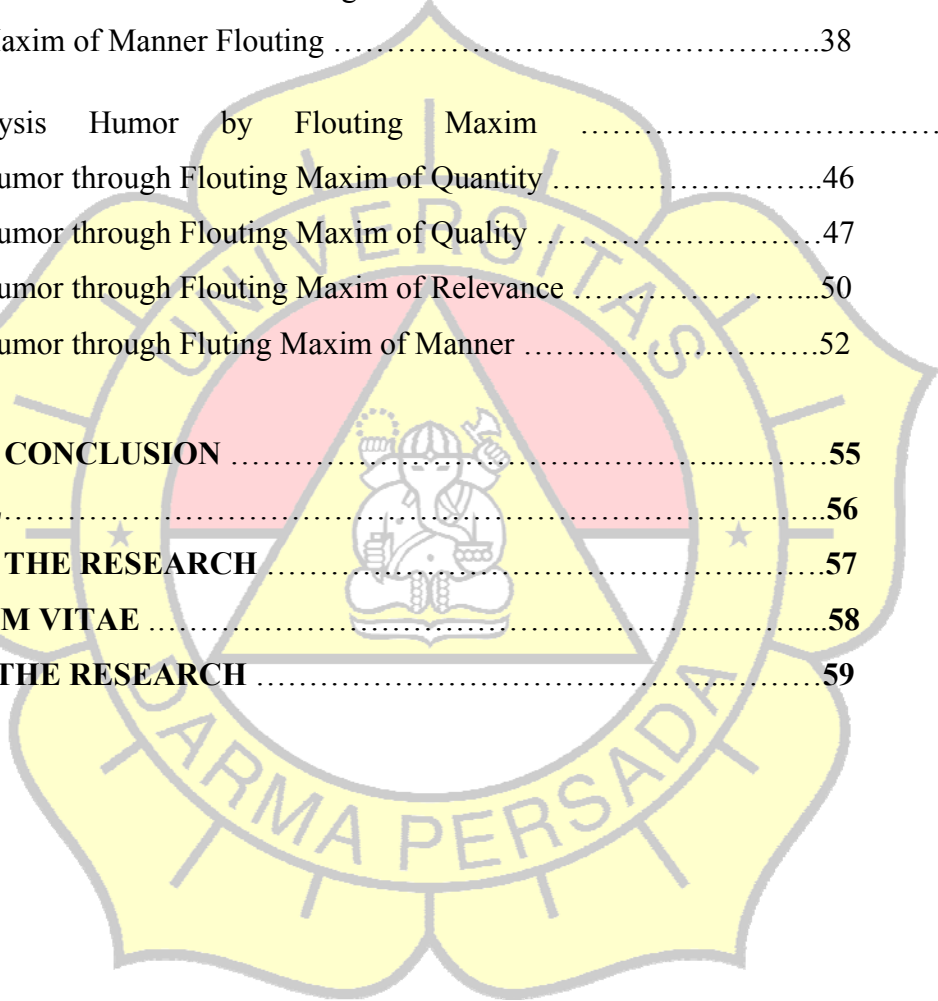 axim of Manner Flouting ……………………………………….38
ysis Humor by Flouting Maxim ………………………………
umor through Flouting Maxim of Quantity ……………………..46
umor through Flouting Maxim of Quality ……………………….47
umor through Flouting Maxim of Relevance …………………...50
umor through Fluting Maxim of Manner ……………………….52
CONCLUSION …………………………………………..………55
…………………………………………………………………….56
THE RESEARCH …………………………………………..…….57
M VITAE ………………………………………………………....58
THE RESEARCH …………………………………………..……59
UNIVERSITAS
DARMA PERSADA